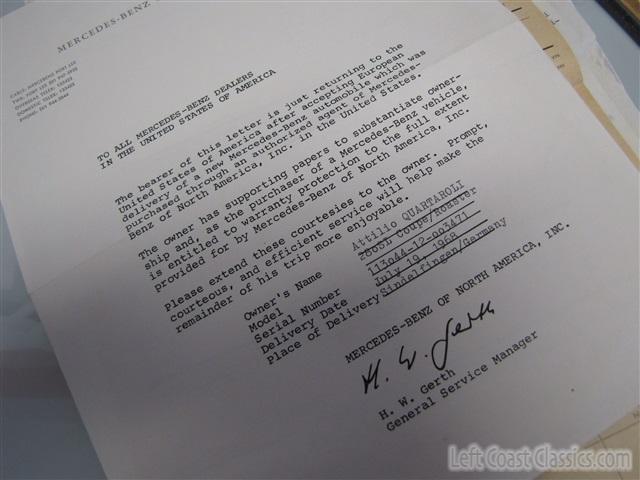 MERCEDES-BENZ
TO ALL MERCEDES-BENZ DEALERS
IN THE UNITED STATES OF AMERICA
The bearer of this letter is just returning to the
United States of America after accepting European
delivery of a new Mercedes-Benz automobile which was
purchased through an authorized agent of Mercedes-
Benz of North America, Inc. in the United States.
The owner has supporting papers to substantiate owner-
ship and, as the purchaser of a Mercedes-Benz vehicle,
is entitled to warranty protection to the full extent
provided for by Mercedes-Benz of North America, Inc.
Please extend these courtesies to the owner. Prompt,
courteous, and efficient service will help make the
remainder of his trip more enjoyable.
Owner's Name Attilio QUARTAROLI
Model 280SL Coupe/Roaster
Serial Number 113044-12-003471
Delivery Date July 19, 1968
Place of Delivery Sindelfingen/Germany
MERCEDES-BENZ OF NORTH AMERICA, INC.
H. W. Gerth
H. W. Gerth
General Service Manager
Left Coast Classics.com